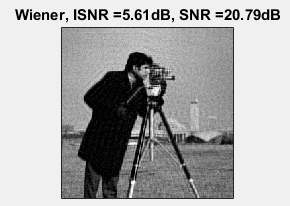 Wiener, ISNR =5.61dB, SNR =20.79dB